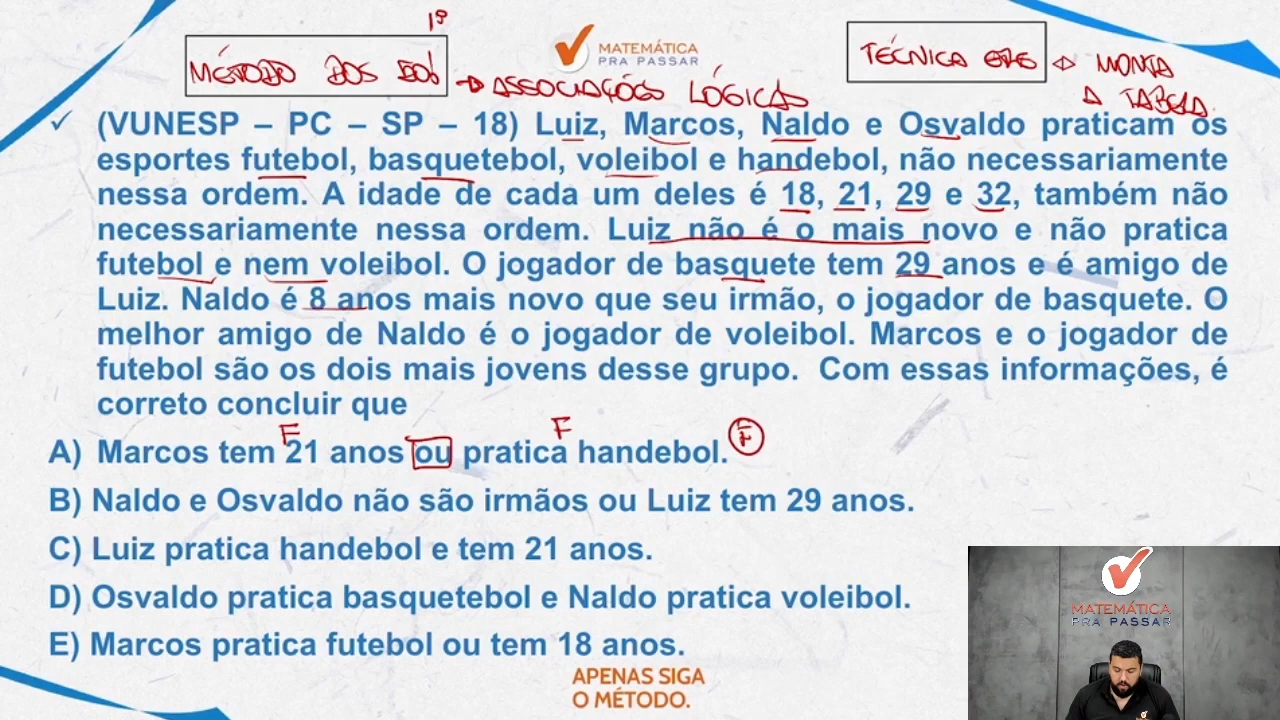 1º
MÉTODO DOS
→ ASSOCIAÇÕES LÓGICAS
MATEMÁTICA
PRA PASSAR
TÉCNICA
MONTA
A TABELA.
✓ (VUNESP – PC – SP – 18) Luiz, Marcos, Naldo e Osvaldo praticam os
esportes futebol, basquetebol, voleibol e handebol, não necessariamente
nessa ordem. A idade de cada um deles é 18, 21, 29 e 32, também não
necessariamente nessa ordem. Luiz não é o mais novo e não pratica
futebol e nem voleibol. O jogador de basquete tem 29 anos e é amigo de
Luiz. Naldo é 8 anos mais novo que seu irmão, o jogador de basquete. O
melhor amigo de Naldo é o jogador de voleibol. Marcos e o jogador de
futebol são os dois mais jovens desse grupo. Com essas informações, é
correto concluir que
F F F
A) Marcos tem 21 anos ou pratica handebol.
B) Naldo e Osvaldo não são irmãos ou Luiz tem 29 anos.
C) Luiz pratica handebol e tem 21 anos.
D) Osvaldo pratica basquetebol e Naldo pratica voleibol.
E) Marcos pratica futebol ou tem 18 anos.
APENAS SIGA
O MÉTODO.
MATEMÁTICA
PRA PASSAR